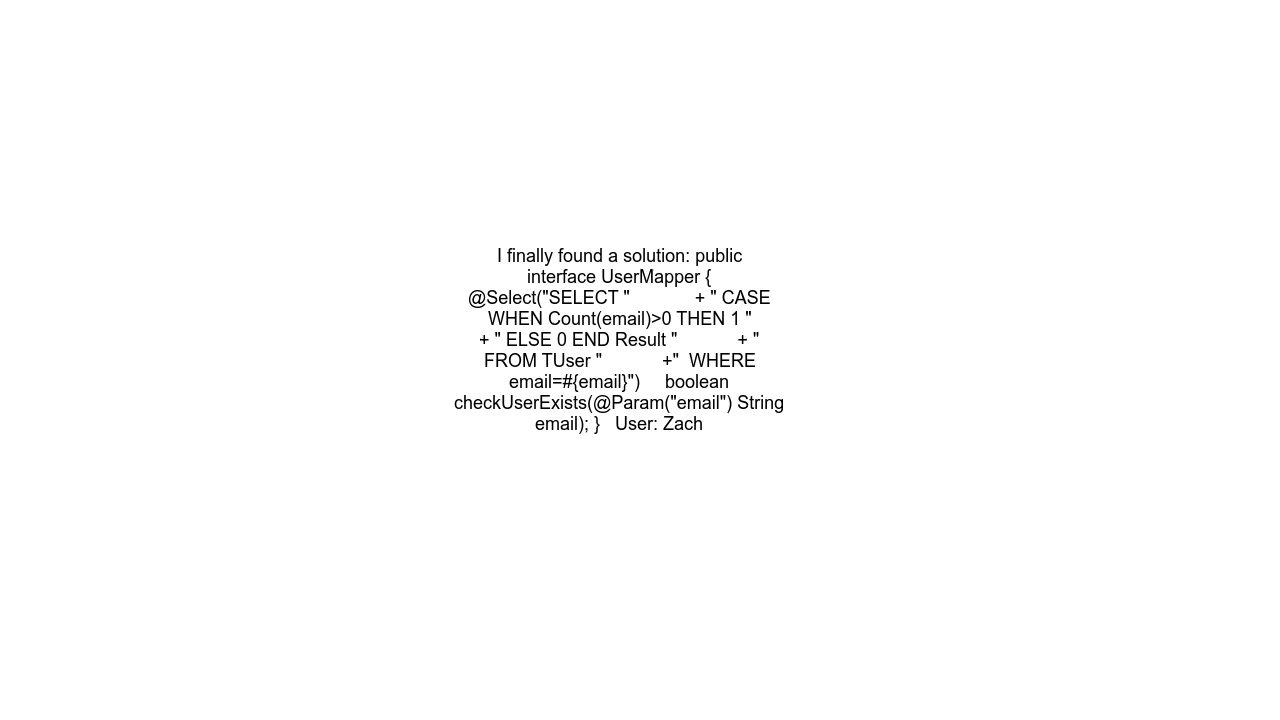 I finally found a solution: public
interface UserMapper {
@Select("SELECT "             + " CASE
WHEN Count(email)>0 THEN 1 "
+ " ELSE 0 END Result "            + "
FROM TUser "            +"  WHERE
email=#{email}")     boolean
checkUserExists(@Param("email") String
email); }   User: Zach